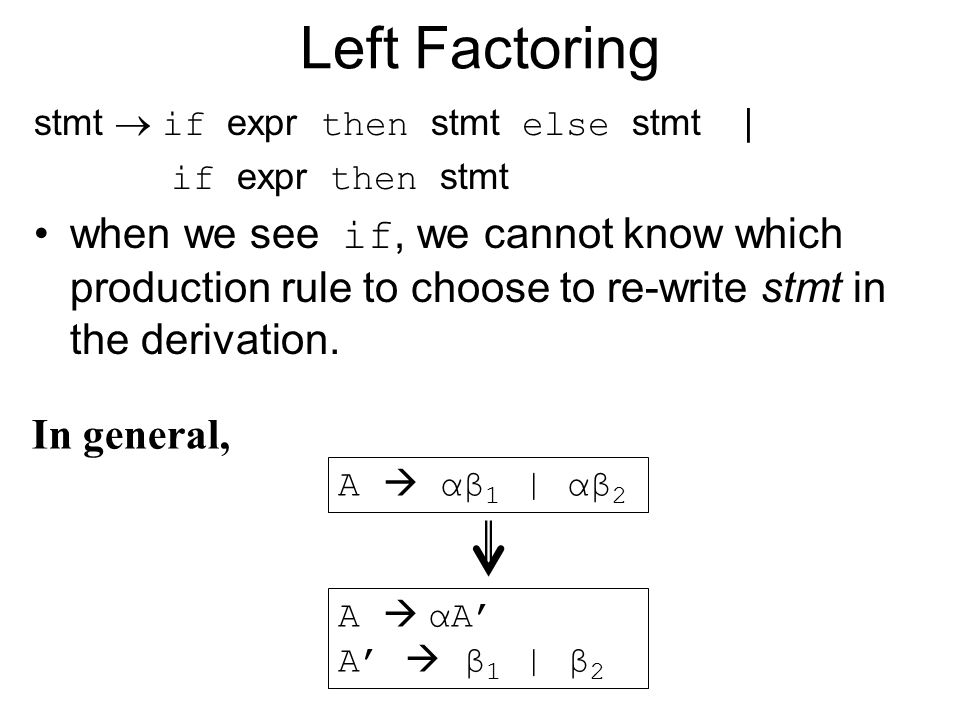 Left Factoring
stmt → if expr then stmt else stmt |
if expr then stmt
• when we see if, we cannot know which
production rule to choose to re-write stmt in
the derivation.
In general,
A → αβ₁ | αβ₂
A → αA’
A’ → β₁ | β₂